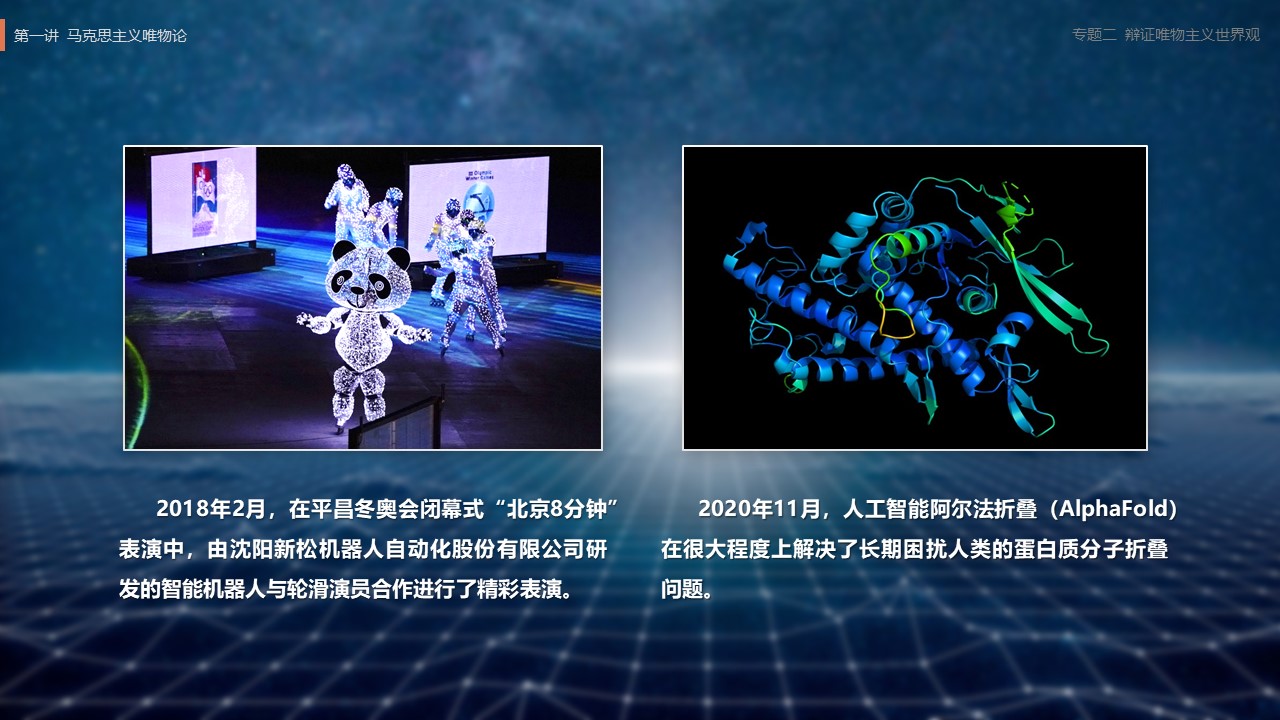 第一讲 马克思主义唯物论
专题二 辩证唯物主义世界观
Olympic
Winter Games
2018年2月，在平昌冬奥会闭幕式“北京8分钟”
表演中，由沈阳新松机器人自动化股份有限公司研
发的智能机器人与轮滑演员合作进行了精彩表演。
2020年11月，人工智能阿尔法折叠（AlphaFold）
在很大程度上解决了长期困扰人类的蛋白质分子折叠
问题。